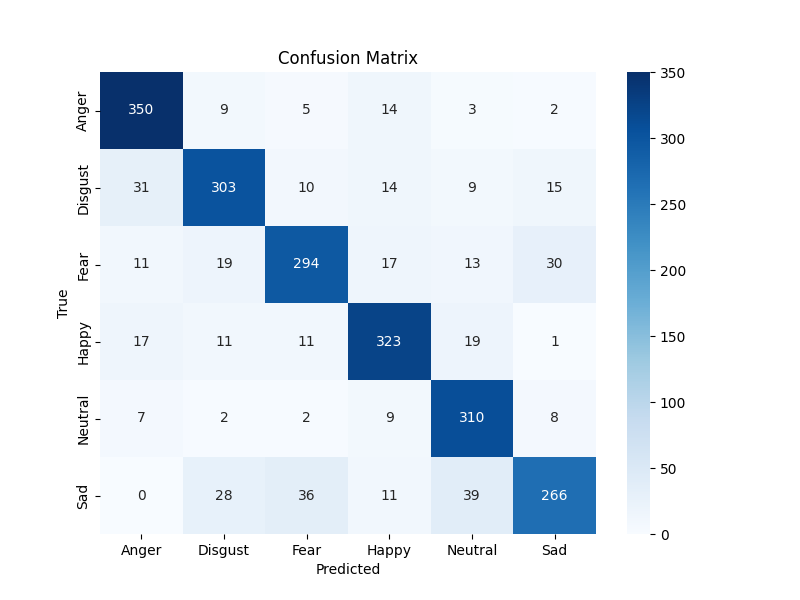 Confusion Matrix
True
Anger 350 9 5 14 3 2
Disgust 31 303 10 14 9 15
Fear 11 19 294 17 13 30
Happy 17 11 11 323 19 1
Neutral 7 2 2 9 310 8
Sad 0 28 36 11 39 266
Anger Disgust Fear Happy Neutral Sad
Predicted
350
300
250
200
150
100
50
0